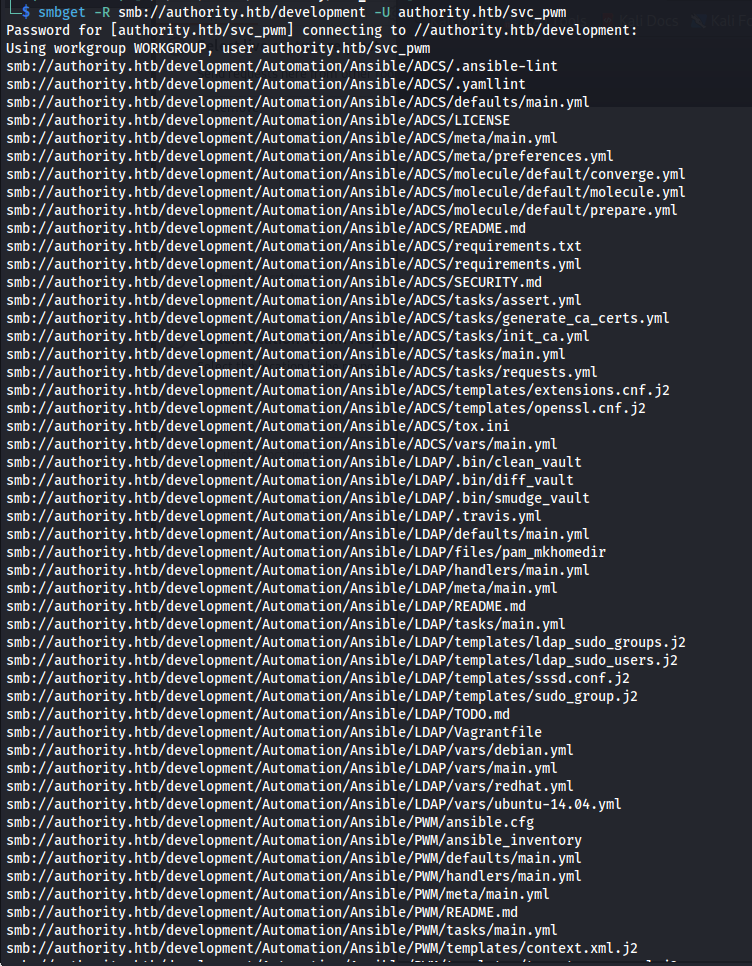 └─$ smbget -R smb://authority.htb/development -U authority.htb/svc_pwm
Password for [authority.htb/svc_pwm] connecting to //authority.htb/development:
Using workgroup WORKGROUP, user authority.htb/svc_pwm
smb://authority.htb/development/Automation/Ansible/ADCS/.ansible-lint
smb://authority.htb/development/Automation/Ansible/ADCS/.yamllint
smb://authority.htb/development/Automation/Ansible/ADCS/defaults/main.yml
smb://authority.htb/development/Automation/Ansible/ADCS/LICENSE
smb://authority.htb/development/Automation/Ansible/ADCS/meta/main.yml
smb://authority.htb/development/Automation/Ansible/ADCS/meta/preferences.yml
smb://authority.htb/development/Automation/Ansible/ADCS/molecule/default/converge.yml
smb://authority.htb/development/Automation/Ansible/ADCS/molecule/default/molecule.yml
smb://authority.htb/development/Automation/Ansible/ADCS/molecule/default/prepare.yml
smb://authority.htb/development/Automation/Ansible/ADCS/README.md
smb://authority.htb/development/Automation/Ansible/ADCS/requirements.txt
smb://authority.htb/development/Automation/Ansible/ADCS/requirements.yml
smb://authority.htb/development/Automation/Ansible/ADCS/SECURITY.md
smb://authority.htb/development/Automation/Ansible/ADCS/tasks/assert.yml
smb://authority.htb/development/Automation/Ansible/ADCS/tasks/generate_ca_certs.yml
smb://authority.htb/development/Automation/Ansible/ADCS/tasks/init_ca.yml
smb://authority.htb/development/Automation/Ansible/ADCS/tasks/main.yml
smb://authority.htb/development/Automation/Ansible/ADCS/tasks/requests.yml
smb://authority.htb/development/Automation/Ansible/ADCS/templates/extensions.cnf.j2
smb://authority.htb/development/Automation/Ansible/ADCS/templates/openssl.cnf.j2
smb://authority.htb/development/Automation/Ansible/ADCS/tox.ini
smb://authority.htb/development/Automation/Ansible/ADCS/vars/main.yml
smb://authority.htb/development/Automation/Ansible/LDAP/.bin/clean_vault
smb://authority.htb/development/Automation/Ansible/LDAP/.bin/diff_vault
smb://authority.htb/development/Automation/Ansible/LDAP/.bin/smudge_vault
smb://authority.htb/development/Automation/Ansible/LDAP/.travis.yml
smb://authority.htb/development/Automation/Ansible/LDAP/defaults/main.yml
smb://authority.htb/development/Automation/Ansible/LDAP/files/pam_mkhomedir
smb://authority.htb/development/Automation/Ansible/LDAP/handlers/main.yml
smb://authority.htb/development/Automation/Ansible/LDAP/meta/main.yml
smb://authority.htb/development/Automation/Ansible/LDAP/README.md
smb://authority.htb/development/Automation/Ansible/LDAP/tasks/main.yml
smb://authority.htb/development/Automation/Ansible/LDAP/templates/ldap_sudo_groups.j2
smb://authority.htb/development/Automation/Ansible/LDAP/templates/ldap_sudo_users.j2
smb://authority.htb/development/Automation/Ansible/LDAP/templates/sssd.conf.j2
smb://authority.htb/development/Automation/Ansible/LDAP/templates/sudo_group.j2
smb://authority.htb/development/Automation/Ansible/LDAP/TODO.md
smb://authority.htb/development/Automation/Ansible/LDAP/Vagrantfile
smb://authority.htb/development/Automation/Ansible/LDAP/vars/debian.yml
smb://authority.htb/development/Automation/Ansible/LDAP/vars/main.yml
smb://authority.htb/development/Automation/Ansible/LDAP/vars/redhat.yml
smb://authority.htb/development/Automation/Ansible/LDAP/vars/ubuntu-14.04.yml
smb://authority.htb/development/Automation/Ansible/PWM/ansible.cfg
smb://authority.htb/development/Automation/Ansible/PWM/ansible_inventory
smb://authority.htb/development/Automation/Ansible/PWM/defaults/main.yml
smb://authority.htb/development/Automation/Ansible/PWM/handlers/main.yml
smb://authority.htb/development/Automation/Ansible/PWM/meta/main.yml
smb://authority.htb/development/Automation/Ansible/PWM/README.md
smb://authority.htb/development/Automation/Ansible/PWM/tasks/main.yml
smb://authority.htb/development/Automation/Ansible/PWM/templates/context.xml.j2